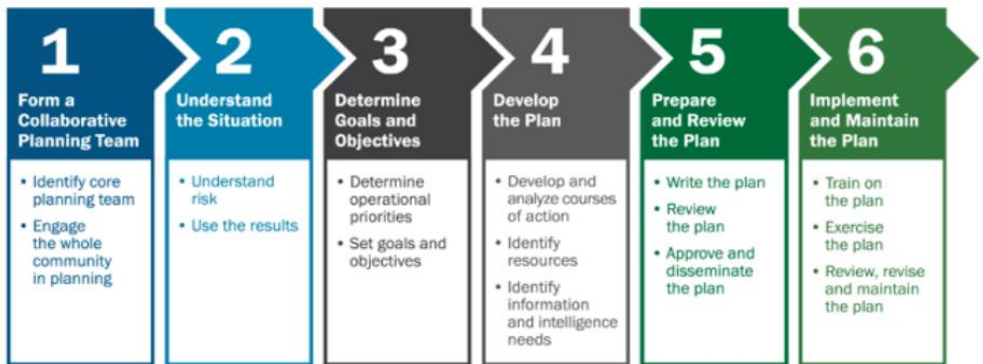 1
Form a
Collaborative
Planning Team
• Identify core
planning team
• Engage
the whole
community
in planning
2
Understand
the Situation
• Understand
risk
• Use the results
3
Determine
Goals and
Objectives
• Determine
operational
priorities
• Set goals and
objectives
4
Develop
the Plan
• Develop and
analyze courses
of action
• Identify
resources
• Identify
information
and intelligence
needs
5
Prepare
and Review
the Plan
• Write the plan
• Review
the plan
• Approve and
disseminate
the plan
6
Implement
and Maintain
the Plan
• Train on
the plan
• Exercise
the plan
• Review, revise
and maintain
the plan